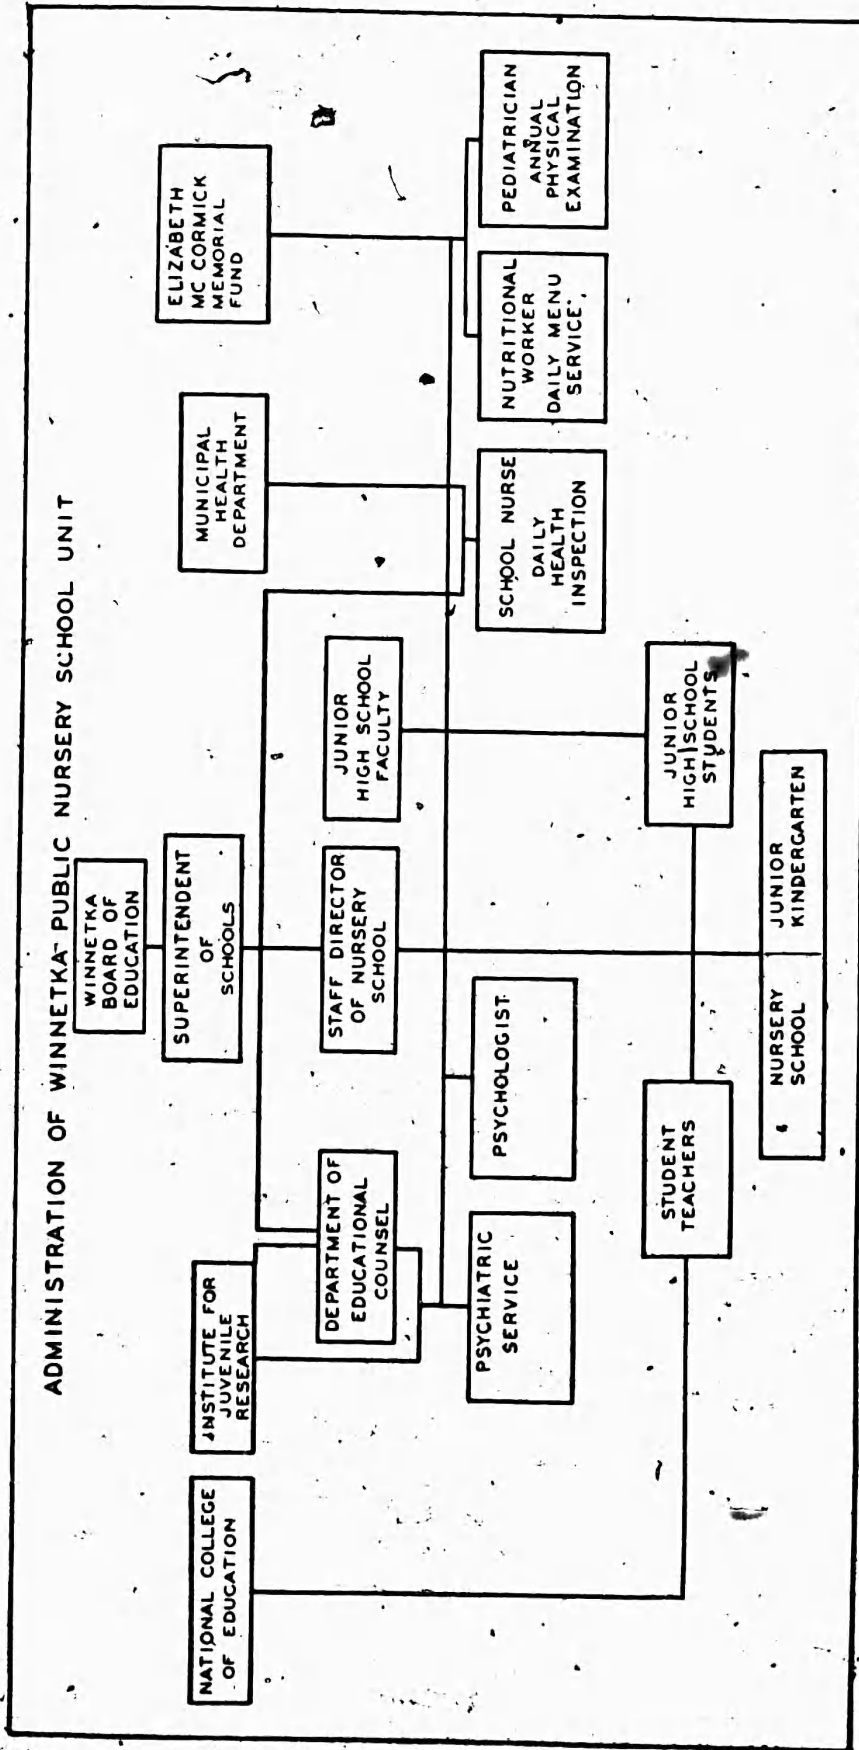 ADMINISTRATION OF WINNETKA PUBLIC NURSERY SCHOOL UNIT
WINNETKA
BOARD OF
EDUCATION
SUPERINTENDENT
OF
SCHOOLS
NATIONAL COLLEGE
OF EDUCATION
INSTITUTE FOR
JUVENILE
RESEARCH
MUNICIPAL
HEALTH
DEPARTMENT
ELIZABETH
MC CORMICK
MEMORIAL
FUND
DEPARTMENT OF
EDUCATIONAL
COUNSEL
STAFF DIRECTOR
OF NURSERY
SCHOOL
JUNIOR
HIGH SCHOOL
FACULTY
PSYCHIATRIC
SERVICE
PSYCHOLOGIST
SCHOOL NURSE
DAILY
HEALTH
INSPECTION
NUTRITIONAL
WORKER
DAILY MENU
SERVICE
PEDIATRICIAN
ANNUAL
PHYSICAL
EXAMINATION
STUDENT
TEACHERS
JUNIOR
HIGH SCHOOL
STUDENTS
NURSERY
SCHOOL
JUNIOR
KINDERGARTEN